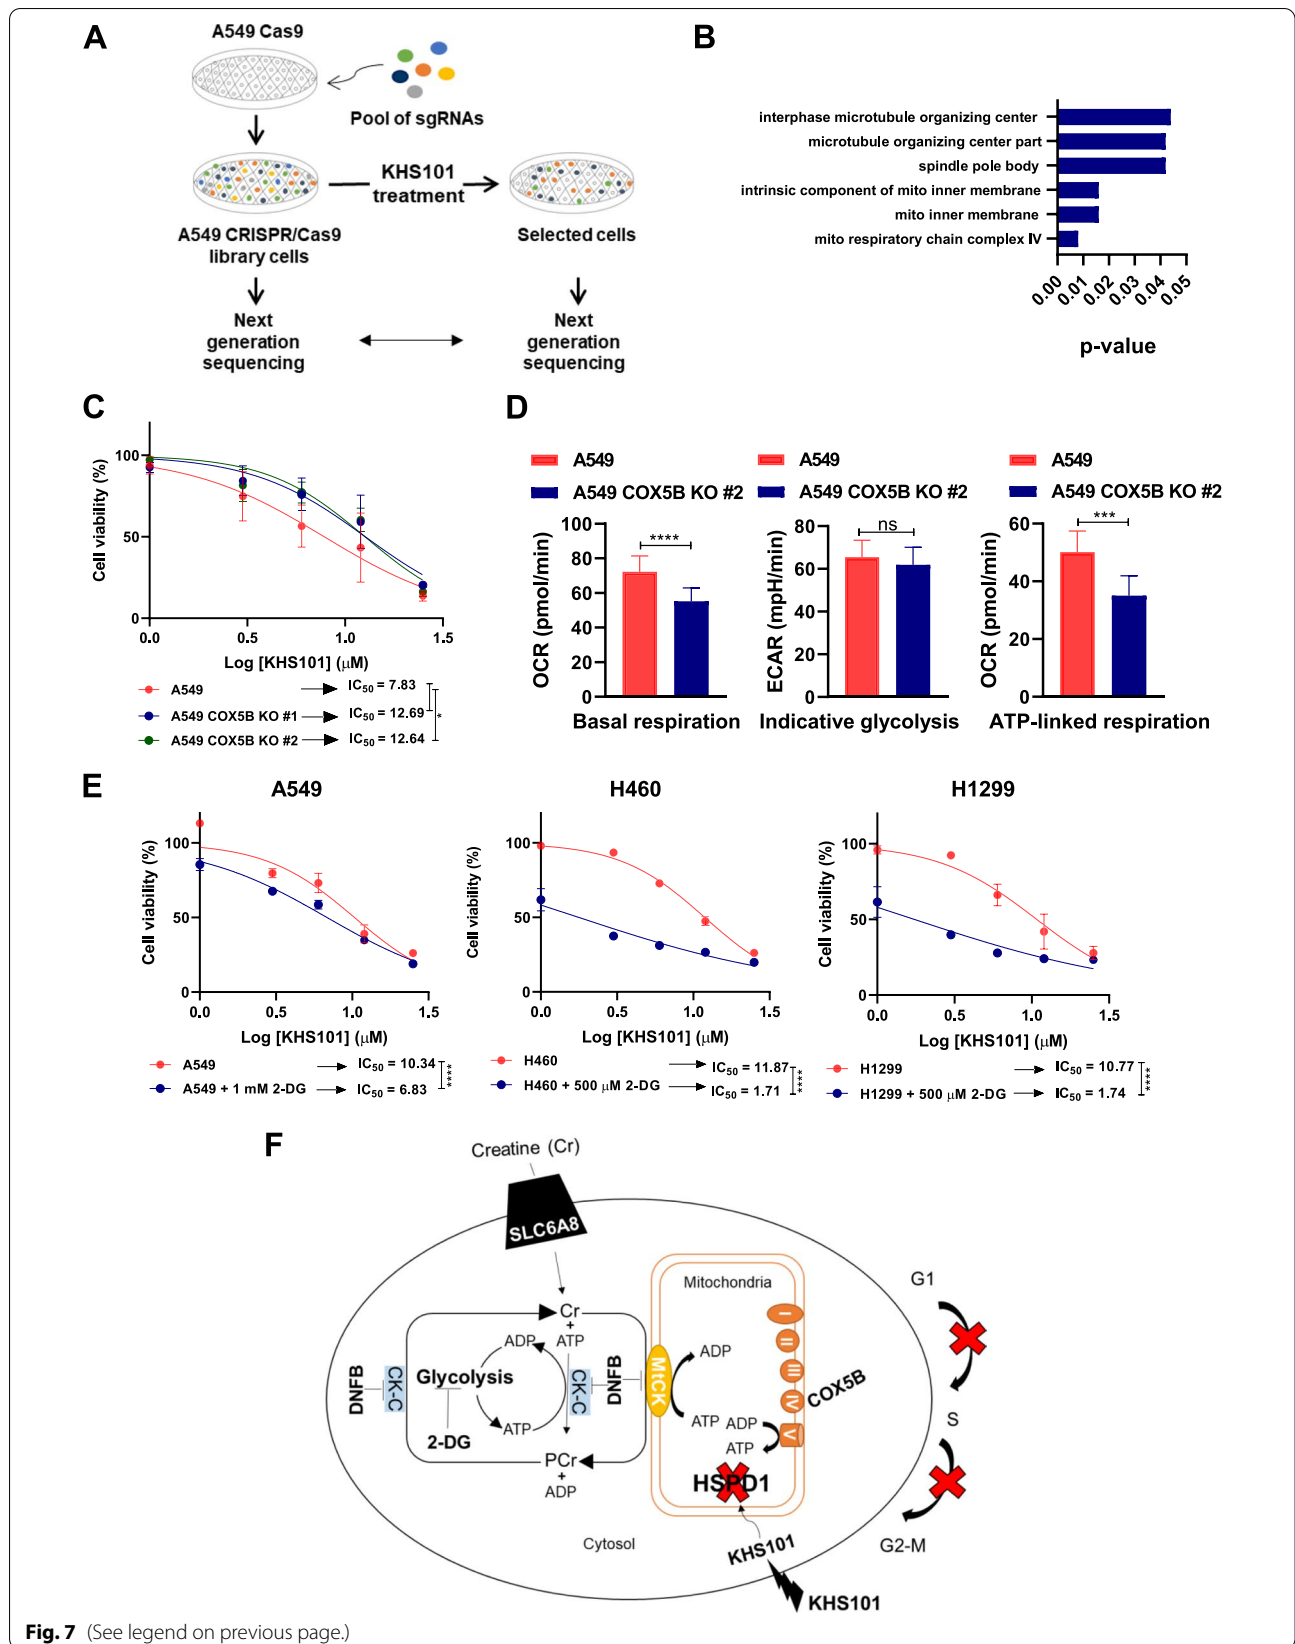 A
A549 Cas9
Pool of sgRNAs
KHS101
treatment
A549 CRISPR/Cas9
library cells
Selected cells
Next
generation
sequencing
Next
generation
sequencing
B
interphase microtubule organizing center
microtubule organizing center part
spindle pole body
intrinsic component of mito inner membrane
mito inner membrane
mito respiratory chain complex IV
0.00 0.01 0.02 0.03 0.04 0.05
p-value
C
Cell viability (%)
100
50
0
0.0 0.5 1.0 1.5
Log [KHS101] (μM)
A549 IC50 = 7.83
A549 COX5B KO #1 IC50 = 12.69
A549 COX5B KO #2 IC50 = 12.64
*
D
A549
A549 COX5B KO #2
OCR (pmol/min)
100
80
60
40
20
0
****
Basal respiration
A549
A549 COX5B KO #2
ECAR (mpH/min)
80
60
40
20
0
ns
Indicative glycolysis
A549
A549 COX5B KO #2
OCR (pmol/min)
60
40
20
0
***
ATP-linked respiration
E
A549
Cell viability (%)
100
50
0
0.0 0.5 1.0 1.5
Log [KHS101] (μM)
A549 IC50 = 10.34
A549 + 1 mM 2-DG IC50 = 6.83
****
H460
Cell viability (%)
100
50
0
0.0 0.5 1.0 1.5
Log [KHS101] (μM)
H460 IC50 = 11.87
H460 + 500 μM 2-DG IC50 = 1.71
****
H1299
Cell viability (%)
100
50
0
0.0 0.5 1.0 1.5
Log [KHS101] (μM)
H1299 IC50 = 10.77
H1299 + 500 μM 2-DG IC50 = 1.74
****
F
Creatine (Cr)
SLC6A8
Mitochondria
G1
Cr
+
ATP
ADP
Glycolysis
ATP
2-DG
DNFB
CK-C
CK-C
DNFB
MtCK
ADP
ATP
ADP
ATP
I
II
III
IV
V
COX5B
S
PCr
+
ADP
HSPD1
Cytosol
KHS101
G2-M
KHS101
Fig. 7 (See legend on previous page.)